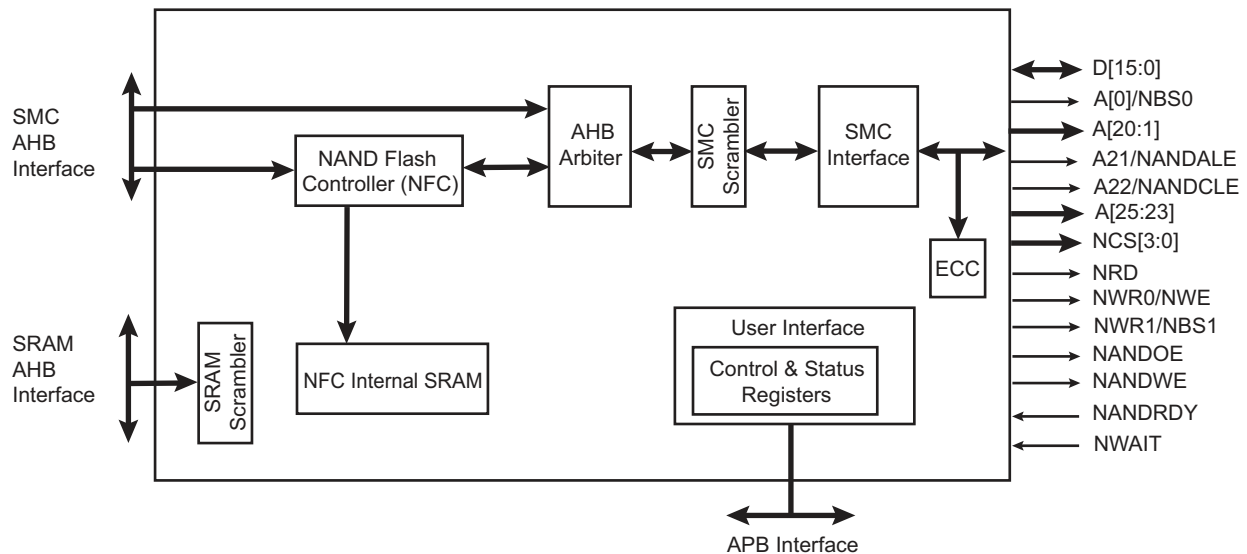 SMC
AHB
Interface
NAND Flash
Controller (NFC)
AHB
Arbiter
SMC
Scrambler
SMC
Interface
ECC
SRAM
AHB
Interface
SRAM
Scrambler
NFC Internal SRAM
User Interface
Control & Status
Registers
APB Interface
D[15:0]
A[0]/NBS0
A[20:1]
A21/NANDALE
A22/NANDCLE
A[25:23]
NCS[3:0]
NRD
NWR0/NWE
NWR1/NBS1
NANDOE
NANDWE
NANDRDY
NWAIT